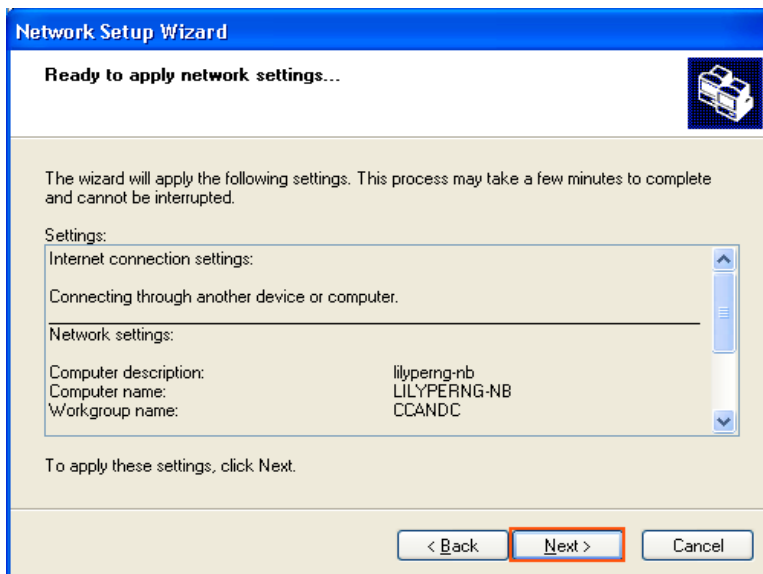 Network Setup Wizard
Ready to apply network settings...
The wizard will apply the following settings. This process may take a few minutes to complete
and cannot be interrupted.
Settings:
Internet connection settings:
Connecting through another device or computer.
Network settings:
Computer description: lilyperng-nb
Computer name: LILYPERNG-NB
Workgroup name: CCANDC
To apply these settings, click Next.
< Back Next > Cancel